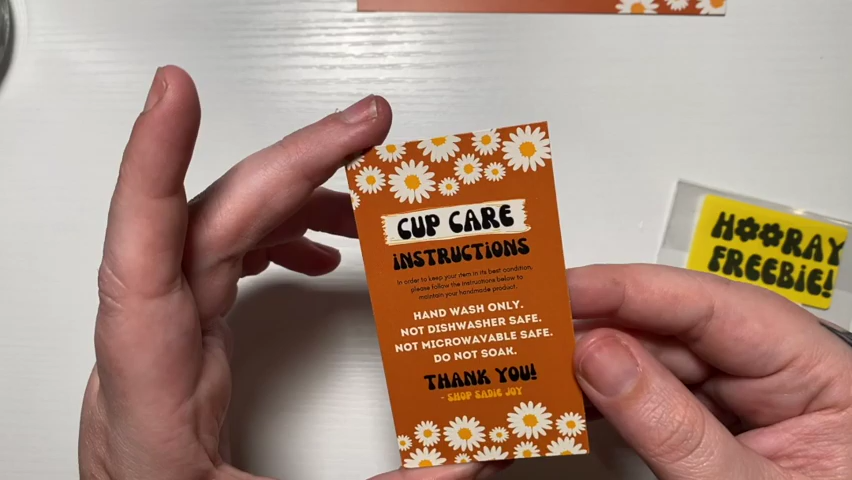 CUP CARE
INSTRUCTIONS
In order to keep your item in its best condition,
please follow the instructions below to
maintain your handmade product.
HAND WASH ONLY.
NOT DISHWASHER SAFE.
NOT MICROWAVABLE SAFE.
DO NOT SOAK.
THANK YOU!
- SHOP SADIE JOY
HOORAY
FREEBIE!